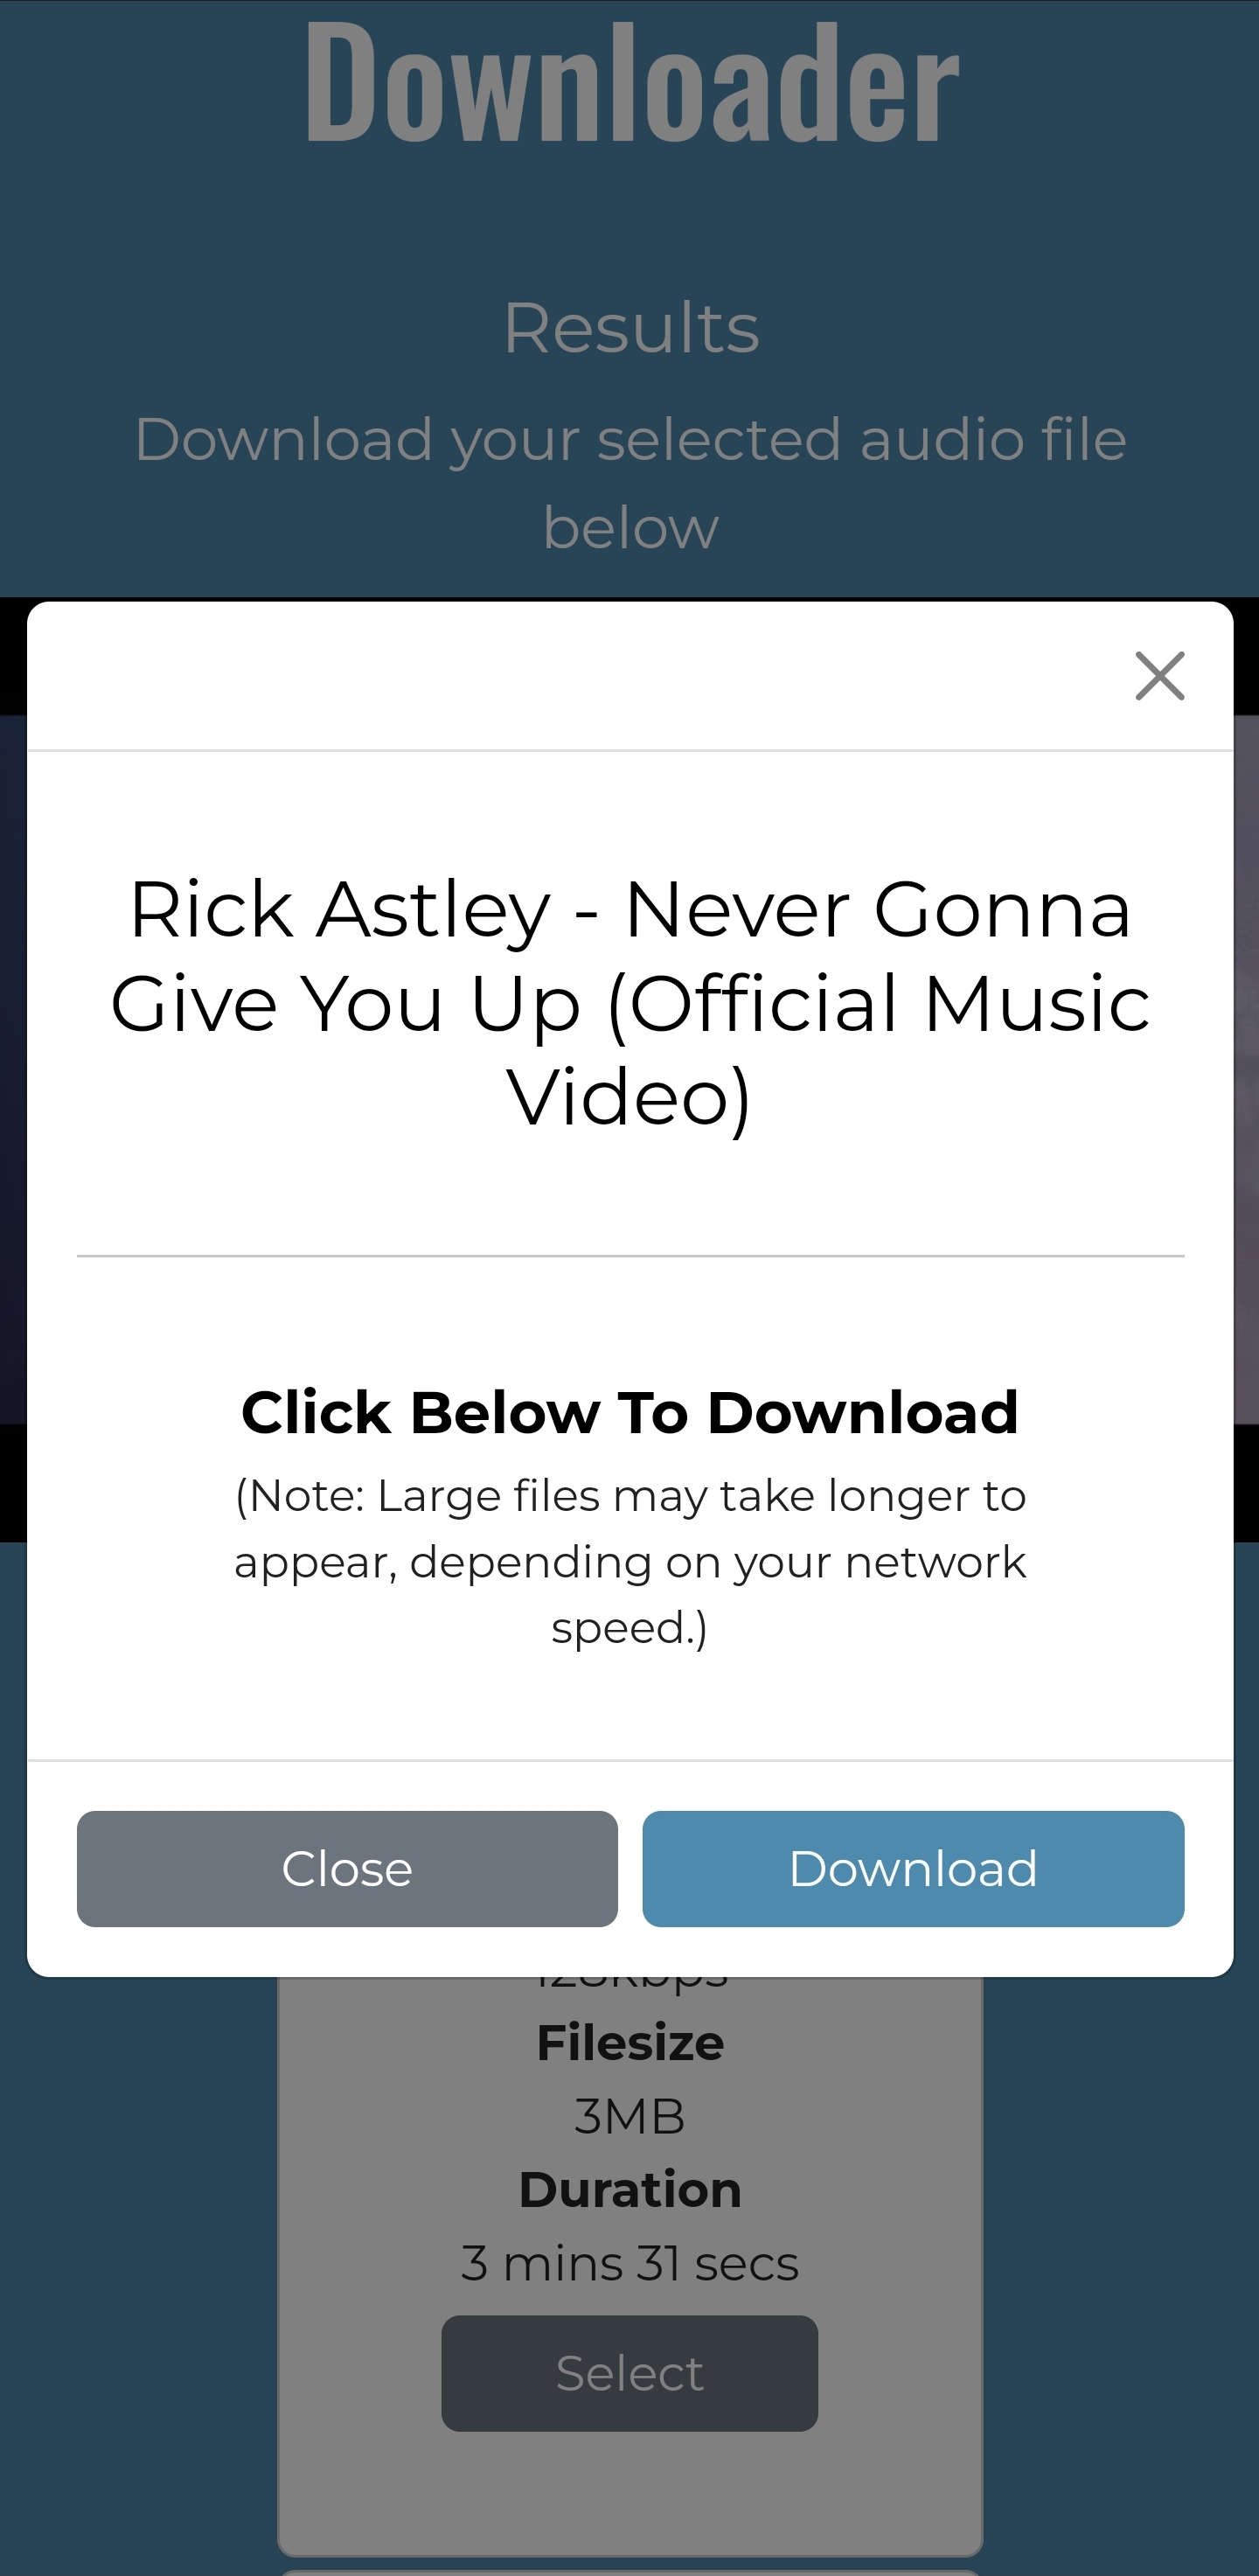 Downloader
Results
Download your selected audio file
below
Rick Astley - Never Gonna
Give You Up (Official Music
Video)
Click Below To Download
(Note: Large files may take longer to
appear, depending on your network
speed.)
Close
Download
128kbps
Filesize
3MB
Duration
3 mins 31 secs
Select